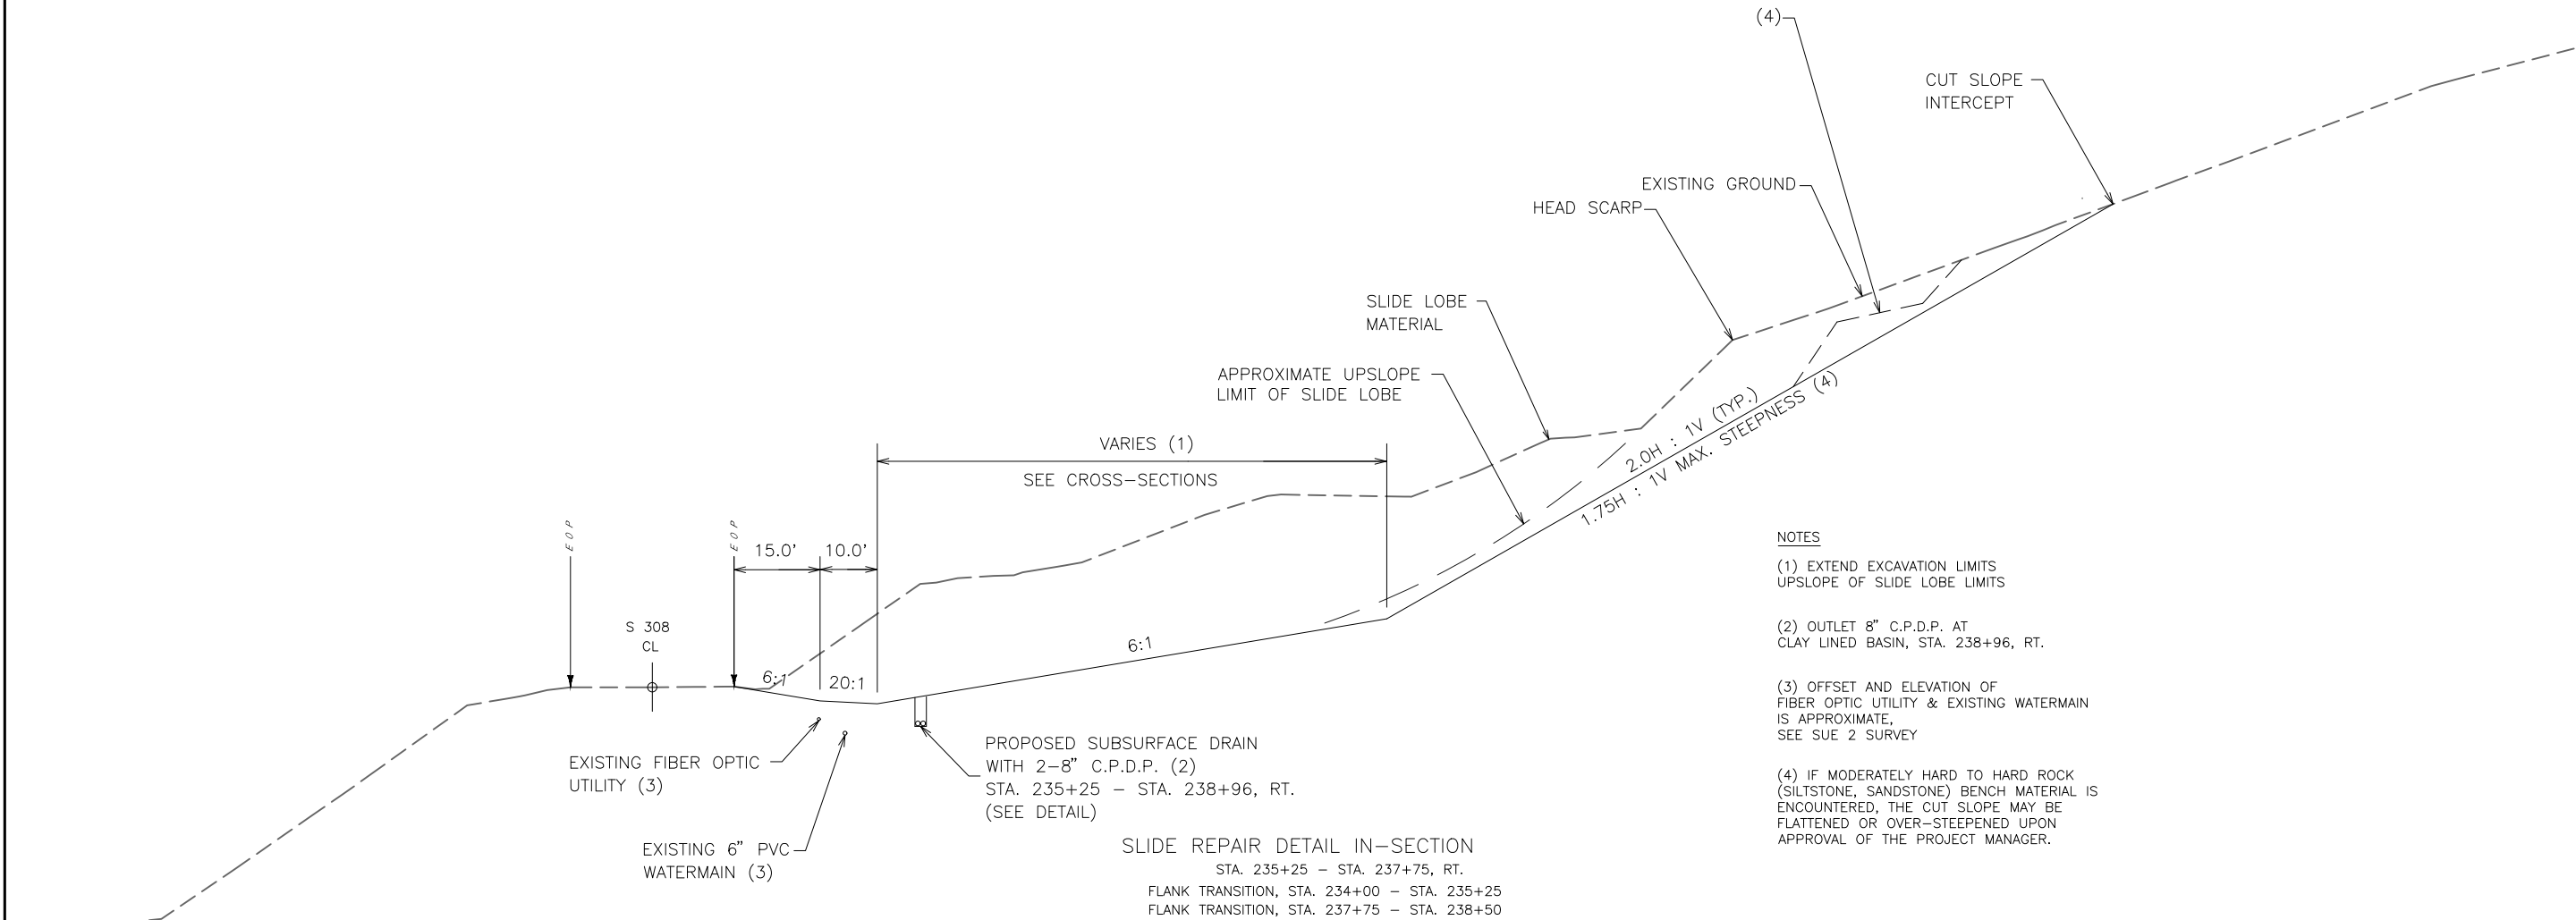 (4)
CUT SLOPE
INTERCEPT
EXISTING GROUND
HEAD SCARP
SLIDE LOBE
MATERIAL
APPROXIMATE UPSLOPE
LIMIT OF SLIDE LOBE
2.0H : 1V (TYP.)
1.75H : 1V MAX. STEEPNESS (4)
VARIES (1)
SEE CROSS-SECTIONS
EOP
EOP
15.0'
10.0'
S 308
CL
6:1
20:1
6:1
EXISTING FIBER OPTIC
UTILITY (3)
EXISTING 6" PVC
WATERMAIN (3)
PROPOSED SUBSURFACE DRAIN
WITH 2-8" C.P.D.P. (2)
STA. 235+25 - STA. 238+96, RT.
(SEE DETAIL)
SLIDE REPAIR DETAIL IN-SECTION
STA. 235+25 - STA. 237+75, RT.
FLANK TRANSITION, STA. 234+00 - STA. 235+25
FLANK TRANSITION, STA. 237+75 - STA. 238+50
NOTES
(1) EXTEND EXCAVATION LIMITS
UPSLOPE OF SLIDE LOBE LIMITS
(2) OUTLET 8" C.P.D.P. AT
CLAY LINED BASIN, STA. 238+96, RT.
(3) OFFSET AND ELEVATION OF
FIBER OPTIC UTILITY & EXISTING WATERMAIN
IS APPROXIMATE,
SEE SUE 2 SURVEY
(4) IF MODERATELY HARD TO HARD ROCK
(SILTSTONE, SANDSTONE) BENCH MATERIAL IS
ENCOUNTERED, THE CUT SLOPE MAY BE
FLATTENED OR OVER-STEEPENED UPON
APPROVAL OF THE PROJECT MANAGER.